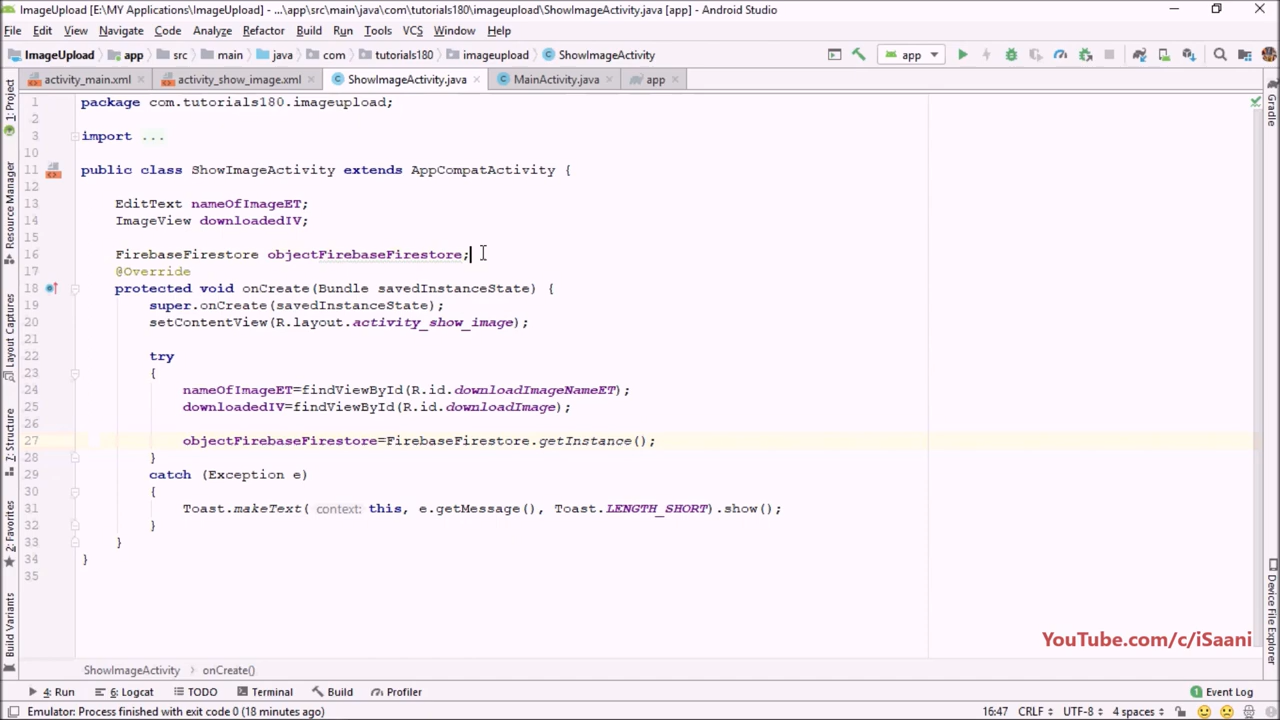 ImageUpload [E:\MY Applications\ImageUpload] - ...\app\src\main\java\com\tutorials180\imageupload\ShowImageActivity.java [app] - Android Studio
File Edit View Navigate Code Analyze Refactor Build Run Tools VCS Window Help
ImageUpload app src main java com tutorials180 imageupload ShowImageActivity app
activity_main.xml activity_show_image.xml ShowImageActivity.java MainActivity.java app
1 package com.tutorials180.imageupload;
2
3 import ...
10
11 public class ShowImageActivity extends AppCompatActivity {
12
13 EditText nameOfImageET;
14 ImageView downloadedIV;
15
16 FirebaseFirestore objectFirebaseFirestore;
17 @Override
18 protected void onCreate(Bundle savedInstanceState) {
19 super.onCreate(savedInstanceState);
20 setContentView(R.layout.activity_show_image);
21
22 try
23 {
24 nameOfImageET=findViewById(R.id.downloadImageNameET);
25 downloadedIV=findViewById(R.id.downloadImage);
26
27 objectFirebaseFirestore=FirebaseFirestore.getInstance();
28 }
29 catch (Exception e)
30 {
31 Toast.makeText( context: this, e.getMessage(), Toast.LENGTH_SHORT).show();
32 }
33 }
34 }
35
1: Project
Resource Manager
Layout Captures
7: Structure
2: Favorites
Build Variants
Gradle
Device File Explorer
YouTube.com/c/iSaani
ShowImageActivity onCreate()
4: Run 6: Logcat TODO Terminal Build Profiler 1 Event Log
Emulator: Process finished with exit code 0 (18 minutes ago) 16:47 CRLF UTF-8 4 spaces